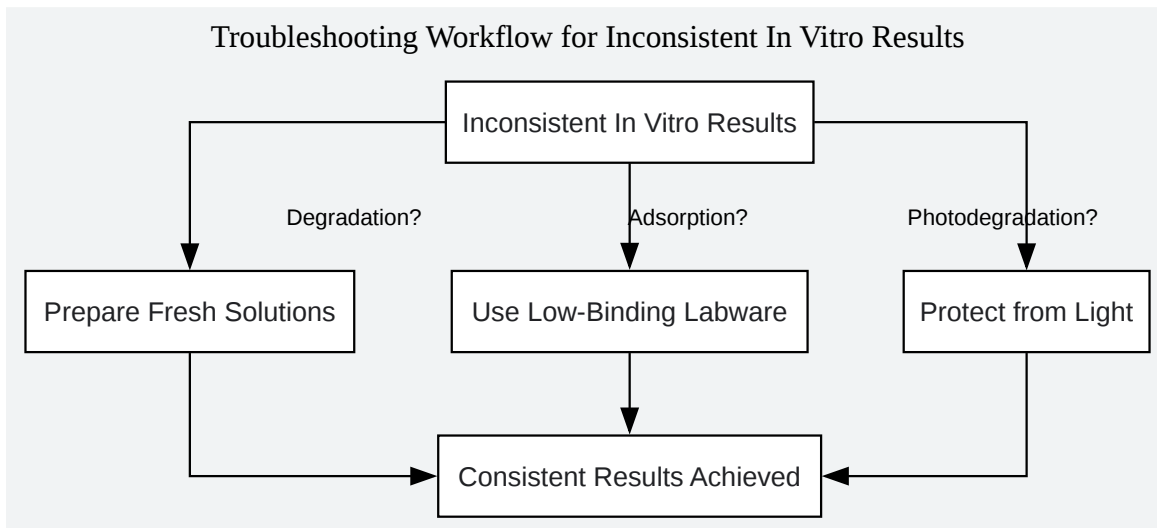 Troubleshooting Workflow for Inconsistent In Vitro Results
Inconsistent In Vitro Results
Degradation?
Adsorption?
Photodegradation?
Prepare Fresh Solutions
Use Low-Binding Labware
Protect from Light
Consistent Results Achieved